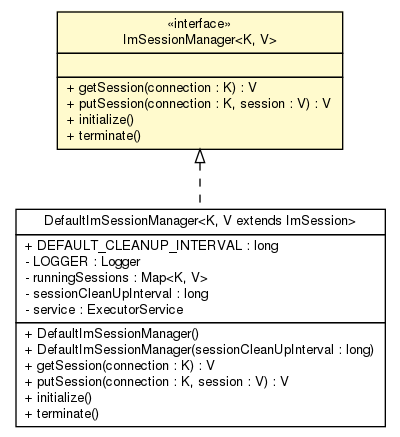 «interface»
ImSessionManager<K, V>
+ getSession(connection : K) : V
+ putSession(connection : K, session : V) : V
+ initialize()
+ terminate()
DefaultImSessionManager<K, V extends ImSession>
+ DEFAULT_CLEANUP_INTERVAL : long
- LOGGER : Logger
- runningSessions : Map<K, V>
- sessionCleanUpInterval : long
- service : ExecutorService
+ DefaultImSessionManager()
+ DefaultImSessionManager(sessionCleanUpInterval : long)
+ getSession(connection : K) : V
+ putSession(connection : K, session : V) : V
+ initialize()
+ terminate()